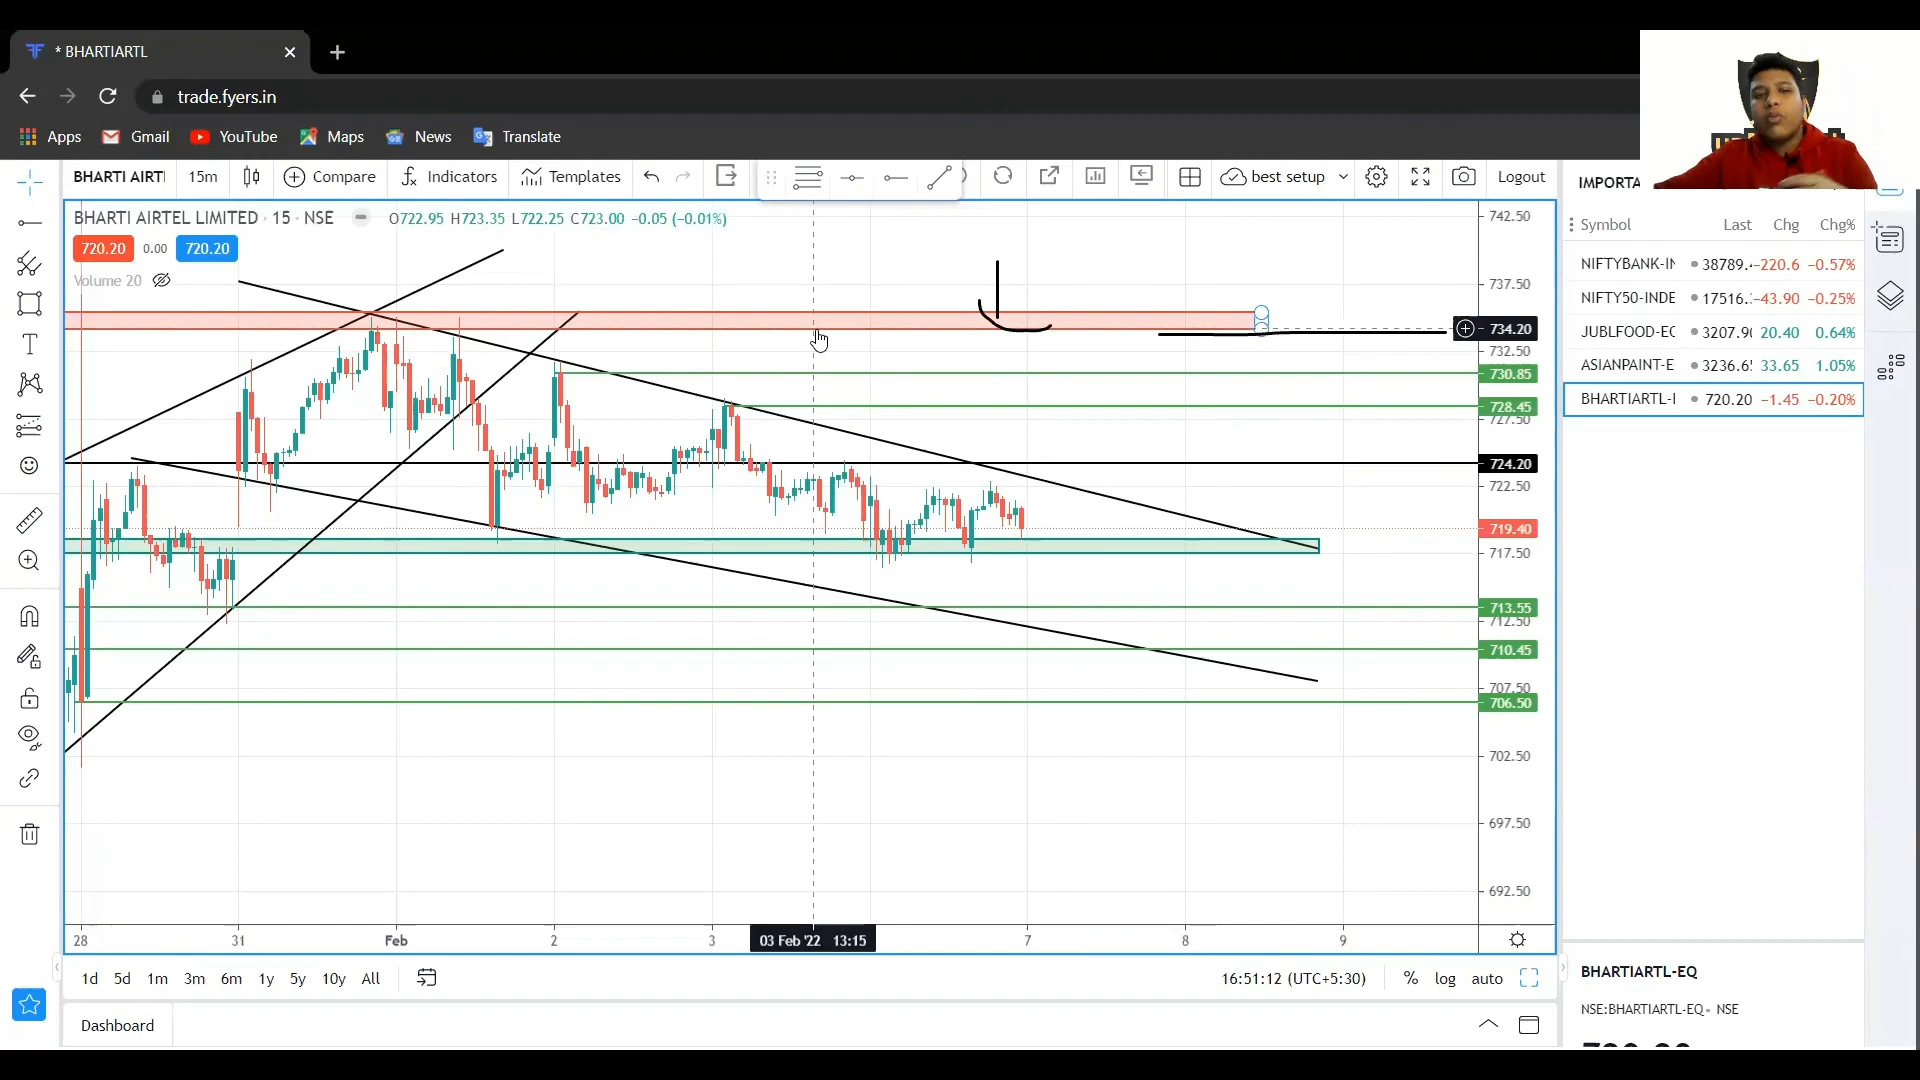 * BHARTIARTL
trade.fyers.in
Apps Gmail YouTube Maps News Translate
BHARTI AIRT 15m Compare Indicators Templates best setup Logout
BHARTI AIRTEL LIMITED · 15 · NSE O722.95 H723.35 L722.25 C723.00 -0.05 (-0.01%)
720.20 0.00 720.20
Volume 20
742.50
737.50
734.20
732.50
730.85
728.45
727.50
724.20
722.50
719.40
717.50
713.55
712.50
710.45
707.50
706.50
702.50
697.50
692.50
28 31 Feb 2 3 03 Feb '22 13:15 7 8 9
1d 5d 1m 3m 6m 1y 5y 10y All 16:51:12 (UTC+5:30) % log auto
Dashboard
IMPORTA
Symbol Last Chg Chg%
NIFTYBANK-IN 38789. -220.6 -0.57%
NIFTY50-INDE 17516. -43.90 -0.25%
JUBLFOOD-EC 3207.90 20.40 0.64%
ASIANPAINT-E 3236.6 33.65 1.05%
BHARTIARTL-I 720.20 -1.45 -0.20%
BHARTIARTL-EQ
NSE:BHARTIARTL-EQ • NSE